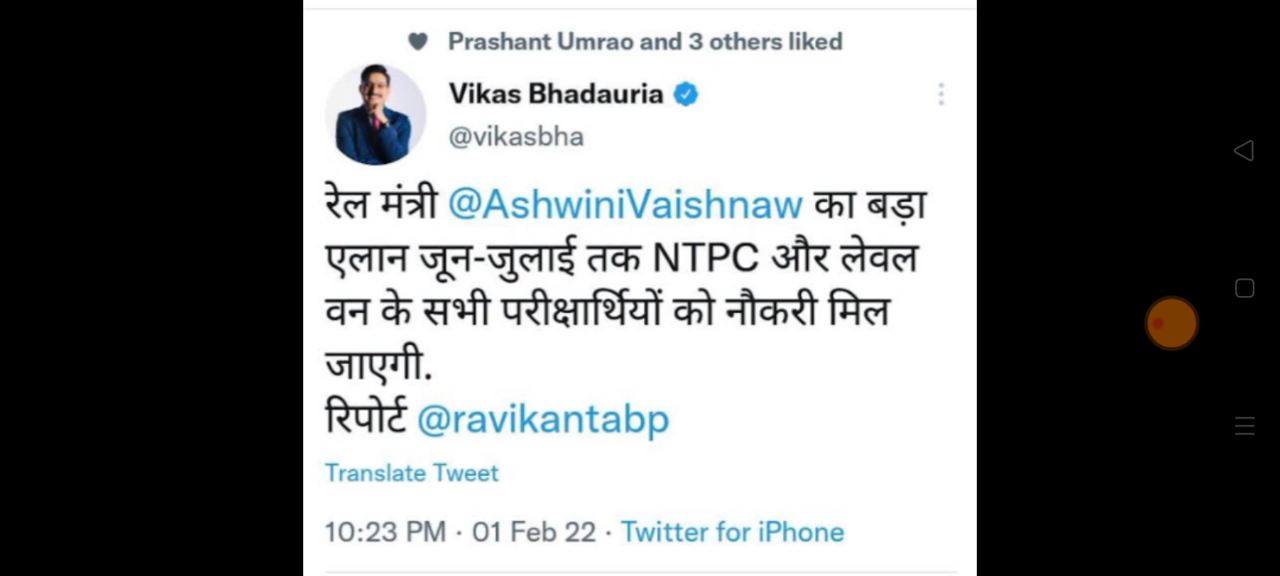 Prashant Umrao and 3 others liked
Vikas Bhadauria
@vikasbha
रेल मंत्री @AshwiniVaishnaw का बड़ा
एलान जून-जुलाई तक NTPC और लेवल
वन के सभी परीक्षार्थियों को नौकरी मिल
जाएगी.
रिपोर्ट @ravikantabp
Translate Tweet
10:23 PM · 01 Feb 22 · Twitter for iPhone